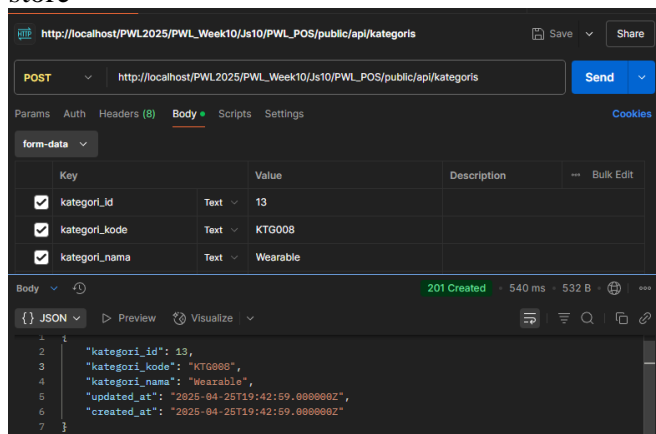 store
HTTP http://localhost/PWL2025/PWL_Week10/Js10/PWL_POS/public/api/kategoris Save Share
POST http://localhost/PWL2025/PWL_Week10/Js10/PWL_POS/public/api/kategoris Send
Params Auth Headers (8) Body Scripts Settings Cookies
form-data
Key Value Description Bulk Edit
kategori_id Text 13
kategori_kode Text KTG008
kategori_nama Text Wearable
Body 201 Created 540 ms 532 B
{} JSON Preview Visualize
1 {
2 "kategori_id": 13,
3 "kategori_kode": "KTG008",
4 "kategori_nama": "Wearable",
5 "updated_at": "2025-04-25T19:42:59.000000Z",
6 "created_at": "2025-04-25T19:42:59.000000Z"
7 }